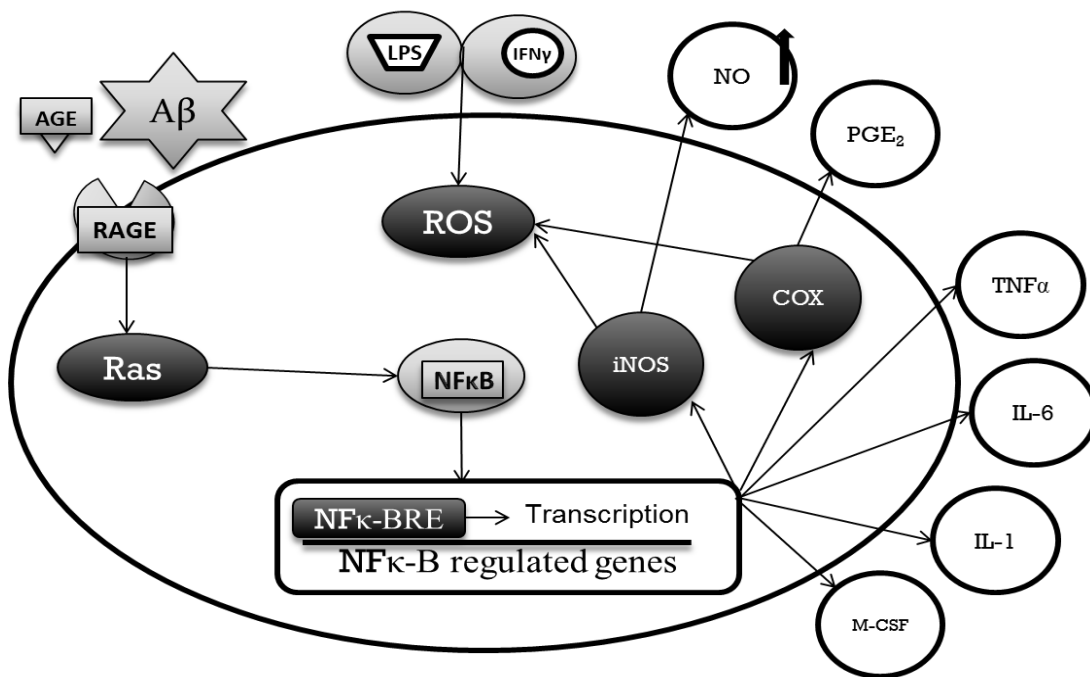 LPS
IFNγ
NO
AGE
Aβ
PGE₂
RAGE
ROS
TNFα
COX
Ras
iNOS
NFκB
IL-6
NFκ-BRE
Transcription
NFκ-B regulated genes
IL-1
M-CSF